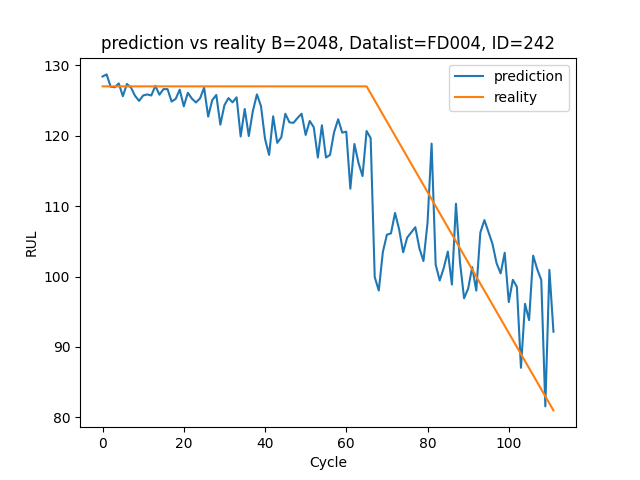 prediction vs reality B=2048, Datalist=FD004, ID=242
prediction
reality
130
120
110
100
90
80
RUL
0 20 40 60 80 100
Cycle